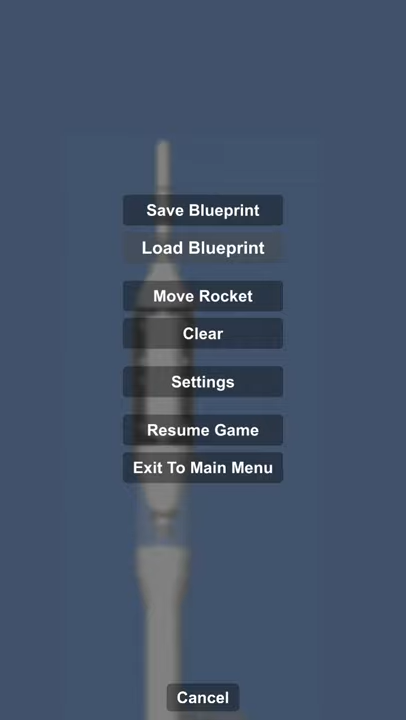 Save Blueprint
Load Blueprint
Move Rocket
Clear
Settings
Resume Game
Exit To Main Menu
Cancel